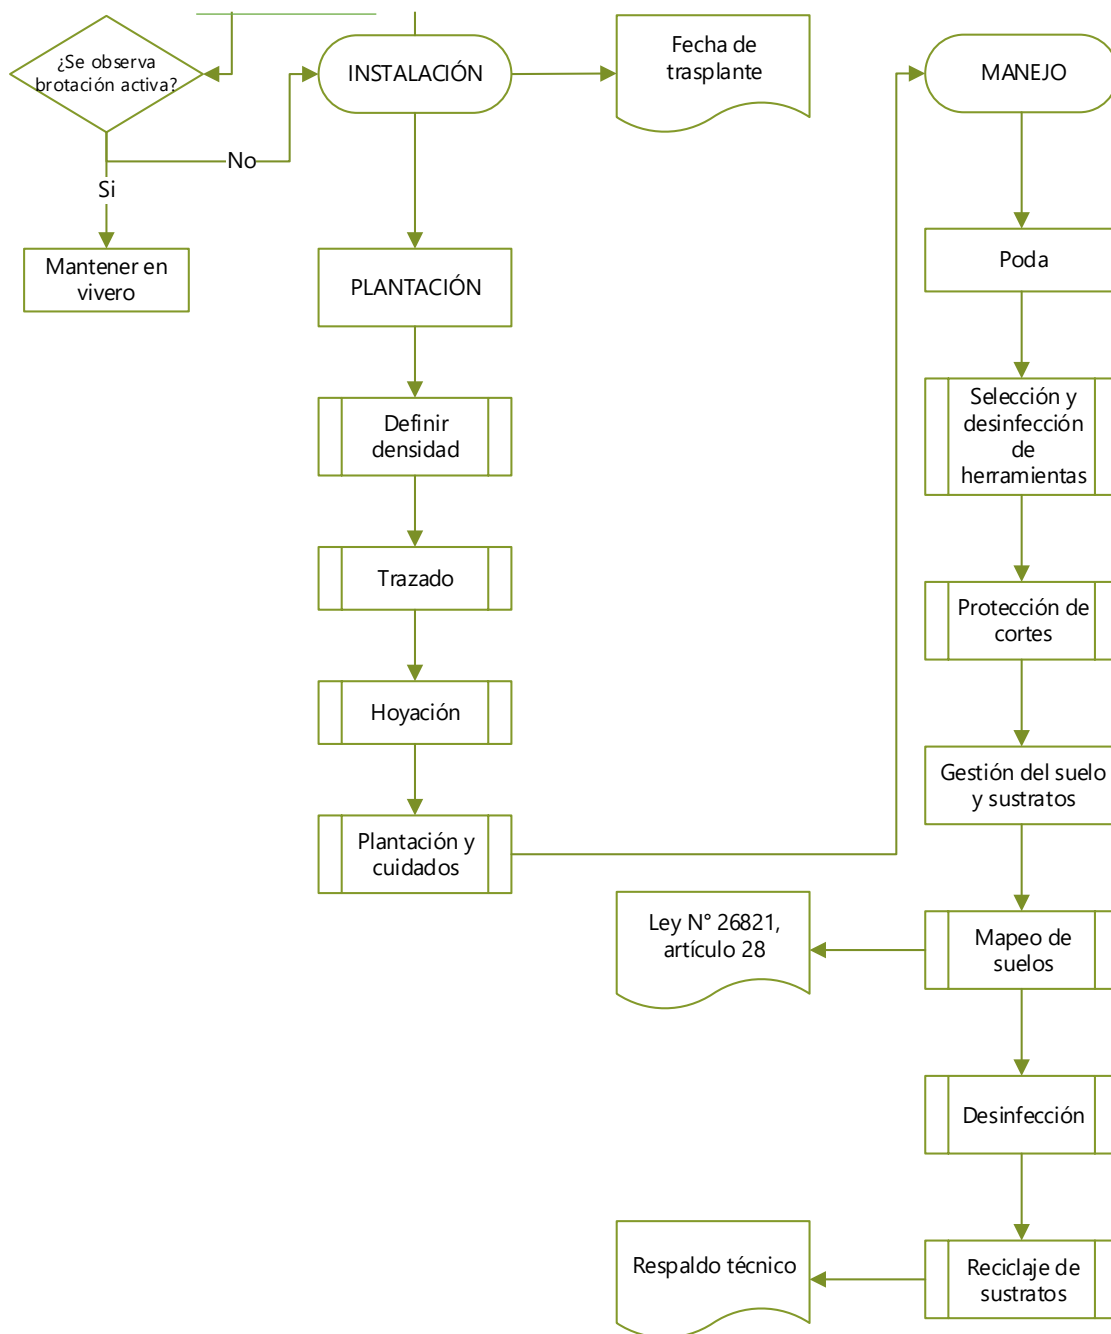 ¿Se observa
brotación activa?
No
Si
Mantener en
vivero
INSTALACIÓN
Fecha de
trasplante
PLANTACIÓN
Definir
densidad
Trazado
Hoyación
Plantación y
cuidados
MANEJO
Poda
Selección y
desinfección
de
herramientas
Protección de
cortes
Gestión del suelo
y sustratos
Mapeo de
suelos
Ley N° 26821,
artículo 28
Desinfección
Reciclaje de
sustratos
Respaldo técnico